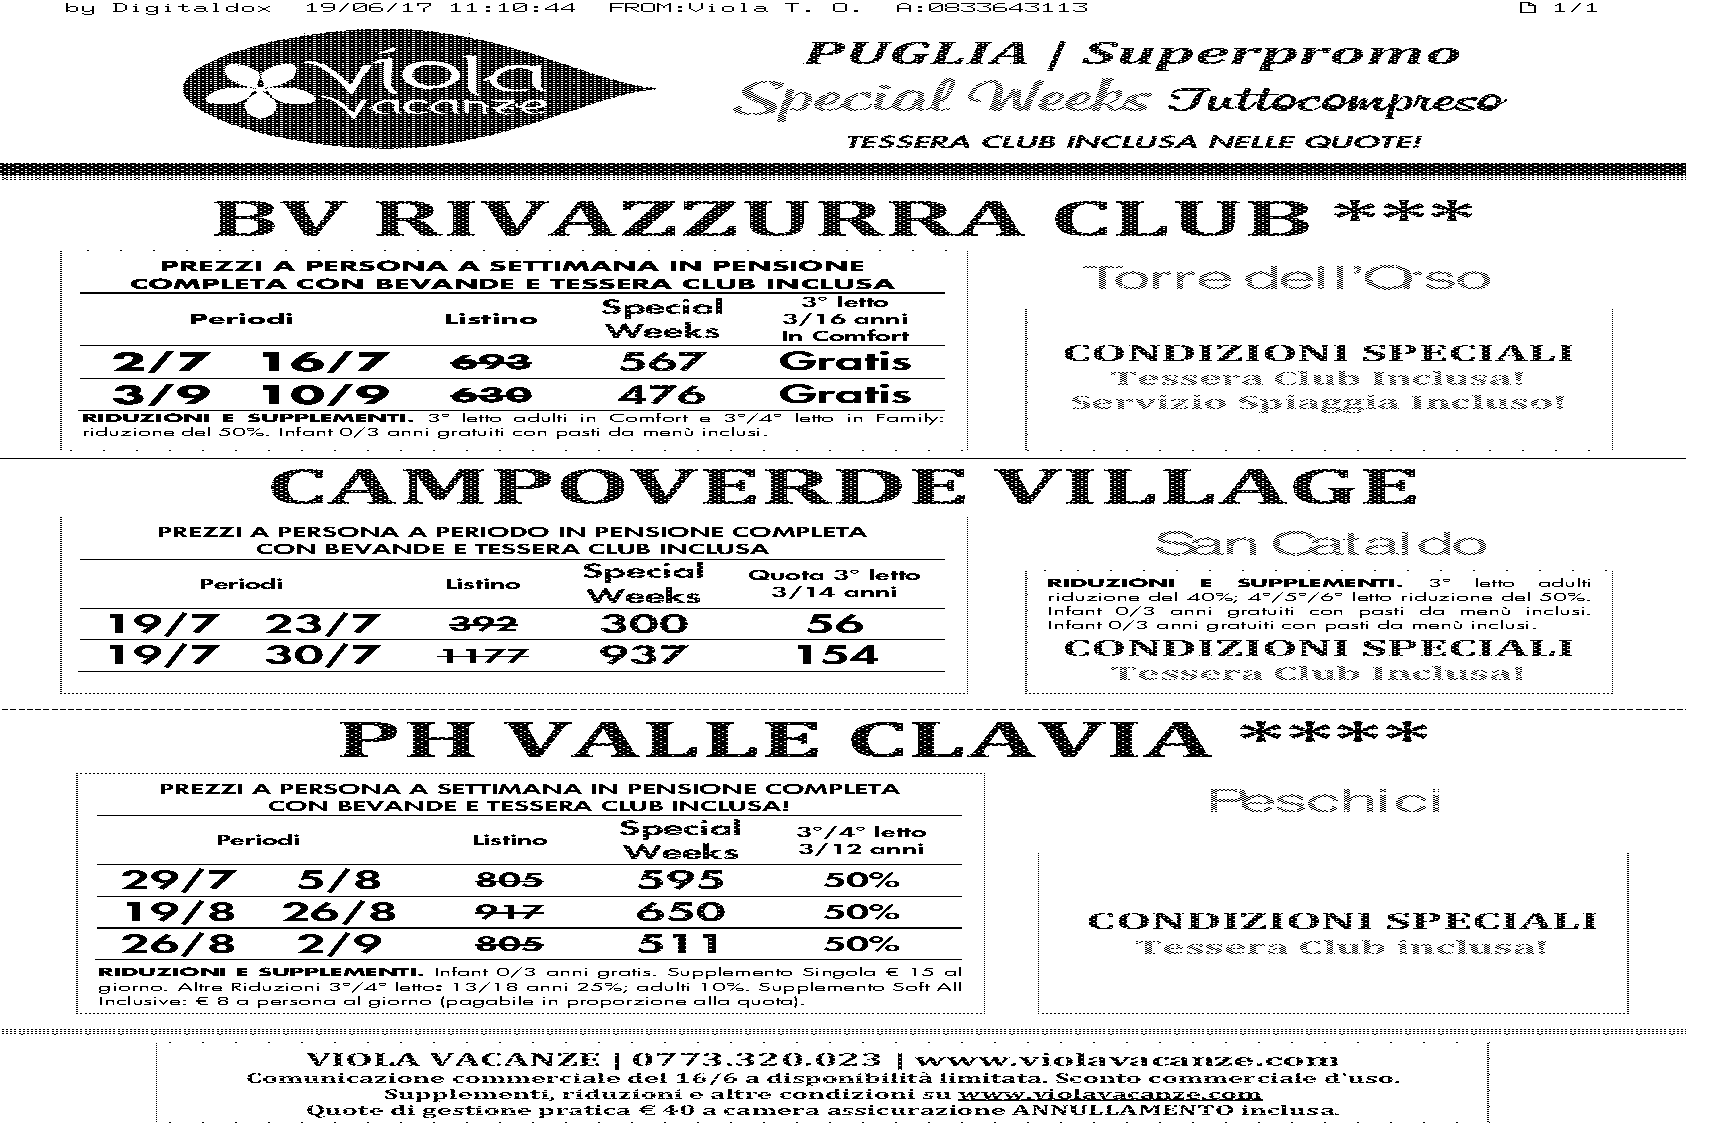 by Digitaldox 19/06/17 11:10:44 FROM:Viola T. O. A:0833643113 1/1
viola
vacanze
PUGLIA | Superpromo
Special Weeks Tuttocompreso
TESSERA CLUB INCLUSA NELLE QUOTE!
BV RIVAZZURRA CLUB ***
PREZZI A PERSONA A SETTIMANA IN PENSIONE
COMPLETA CON BEVANDE E TESSERA CLUB INCLUSA
Periodi Listino Special Weeks 3° letto 3/16 anni In Comfort
2/7 16/7 693 567 Gratis
3/9 10/9 630 476 Gratis
RIDUZIONI E SUPPLEMENTI. 3° letto adulti in Comfort e 3°/4° letto in Family:
riduzione del 50%. Infant 0/3 anni gratuiti con pasti da menù inclusi.
Torre dell'Orso
CONDIZIONI SPECIALI
Tessera Club Inclusa!
Servizio Spiaggia Incluso!
CAMPOVERDE VILLAGE
PREZZI A PERSONA A PERIODO IN PENSIONE COMPLETA
CON BEVANDE E TESSERA CLUB INCLUSA
Periodi Listino Special Weeks Quota 3° letto 3/14 anni
19/7 23/7 392 300 56
19/7 30/7 1177 937 154
San Cataldo
RIDUZIONI E SUPPLEMENTI. 3° letto adulti
riduzione del 40%; 4°/5°/6° letto riduzione del 50%.
Infant 0/3 anni gratuiti con pasti da menù inclusi.
Infant 0/3 anni gratuiti con pasti da menù inclusi.
CONDIZIONI SPECIALI
Tessera Club Inclusa!
PH VALLE CLAVIA ****
PREZZI A PERSONA A SETTIMANA IN PENSIONE COMPLETA
CON BEVANDE E TESSERA CLUB INCLUSA!
Periodi Listino Special Weeks 3°/4° letto 3/12 anni
29/7 5/8 805 595 50%
19/8 26/8 917 650 50%
26/8 2/9 805 511 50%
RIDUZIONI E SUPPLEMENTI. Infant 0/3 anni gratis. Supplemento Singola € 15 al
giorno. Altre Riduzioni 3°/4° letto: 13/18 anni 25%; adulti 10%. Supplemento Soft All
Inclusive: € 8 a persona al giorno (pagabile in proporzione alla quota).
Peschici
CONDIZIONI SPECIALI
Tessera Club inclusa!
VIOLA VACANZE | 0773.320.023 | www.violavacanze.com
Comunicazione commerciale del 16/6 a disponibilità limitata. Sconto commerciale d'uso.
Supplementi, riduzioni e altre condizioni su www.violavacanze.com
Quote di gestione pratica € 40 a camera assicurazione ANNULLAMENTO inclusa.